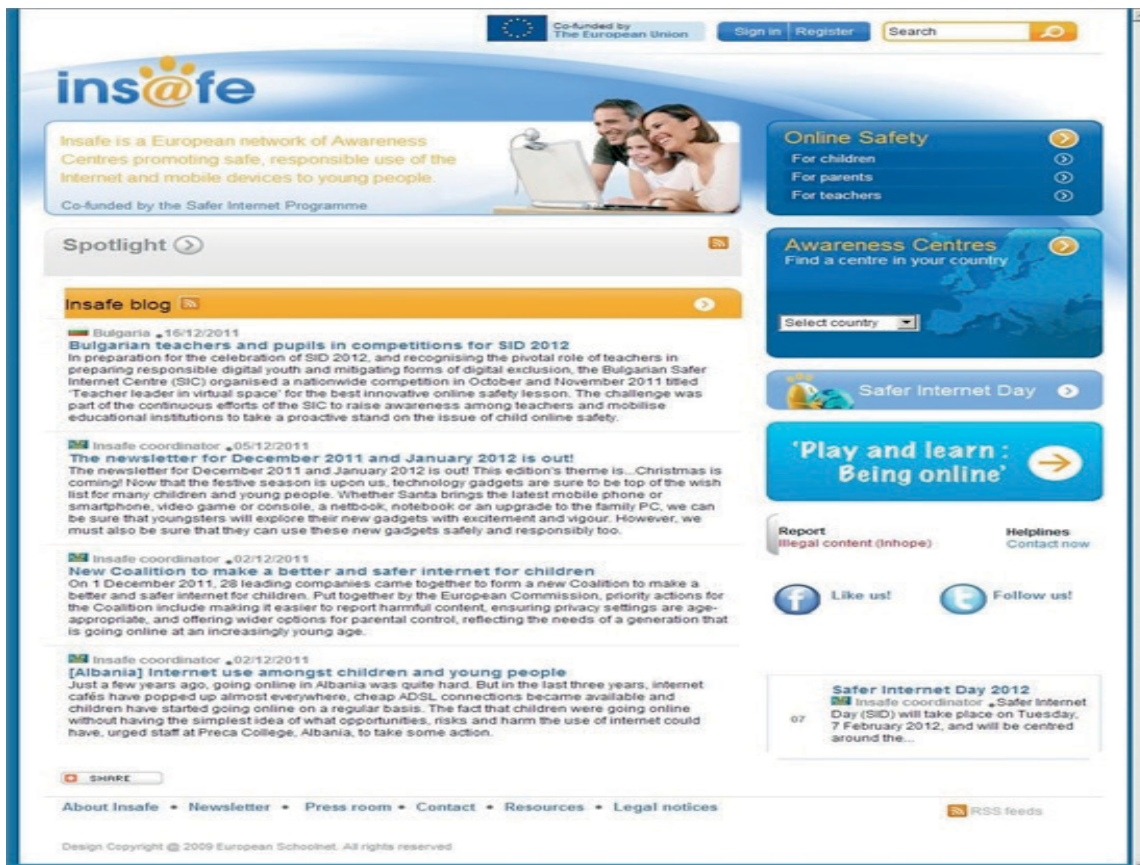 Co-funded by
The European Union
Sign in | Register
Search
ins@fe
Insafe is a European network of Awareness
Centres promoting safe, responsible use of the
Internet and mobile devices to young people.
Co-funded by the Safer Internet Programme
Online Safety
For children
For parents
For teachers
Spotlight
Awareness Centres
Find a centre in your country
Select country
Insafe blog
Bulgaria .16/12/2011
Bulgarian teachers and pupils in competitions for SID 2012
In preparation for the celebration of SID 2012, and recognising the pivotal role of teachers in
preparing responsible digital youth and mitigating forms of digital exclusion, the Bulgarian Safer
Internet Centre (SIC) organised a nationwide competition in October and November 2011 titled
'Teacher leader in virtual space' for the best innovative online safety lesson. The challenge was
part of the continuous efforts of the SIC to raise awareness among teachers and mobilise
educational institutions to take a proactive stand on the issue of child online safety.
Insafe coordinator .05/12/2011
The newsletter for December 2011 and January 2012 is out!
The newsletter for December 2011 and January 2012 is out! This edition's theme is...Christmas is
coming! Now that the festive season is upon us, technology gadgets are sure to be top of the wish
list for many children and young people. Whether Santa brings the latest mobile phone or
smartphone, video game or console, a netbook, notebook or an upgrade to the family PC, we can
be sure that youngsters will explore their new gadgets with excitement and vigour. However, we
must also be sure that they can use these new gadgets safely and responsibly too.
Insafe coordinator .02/12/2011
New Coalition to make a better and safer internet for children
On 1 December 2011, 28 leading companies came together to form a new Coalition to make a
better and safer internet for children. Put together by the European Commission, priority actions for
the Coalition include making it easier to report harmful content, ensuring privacy settings are age-
appropriate, and offering wider options for parental control, reflecting the needs of a generation that
is going online at an increasingly young age.
Insafe coordinator .02/12/2011
[Albania] Internet use amongst children and young people
Just a few years ago, going online in Albania was quite hard. But in the last three years, internet
cafés have popped up almost everywhere, cheap ADSL connections became available and
children have started going online on a regular basis. The fact that children were going online
without having the simplest idea of what opportunities, risks and harm the use of internet could
have, urged staff at Preca College, Albania, to take some action.
Safer Internet Day
'Play and learn :
Being online'
Report
Illegal content (Inhope)
Helplines
Contact now
Like us!
Follow us!
Safer Internet Day 2012
Insafe coordinator .Safer Internet
Day (SID) will take place on Tuesday,
07
7 February 2012, and will be centred
around the...
SHARE
About Insafe • Newsletter • Press room • Contact • Resources • Legal notices
RSS feeds
Design Copyright @ 2009 European Schoolnet. All rights reserved